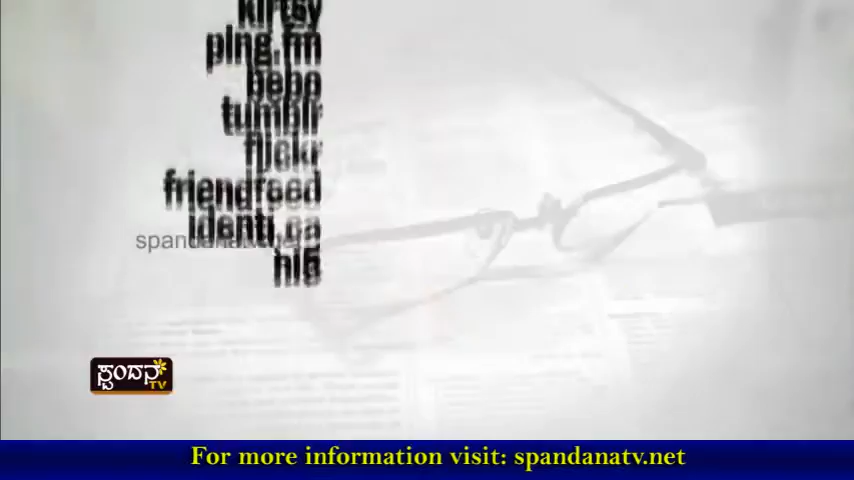 kirtsy
ping.fm
bebo
tumblr
flickr
friendfeed
identi.ca
spandanatv.net
hi5
ಸ್ಪಂದನ
TV
For more information visit: spandanatv.net